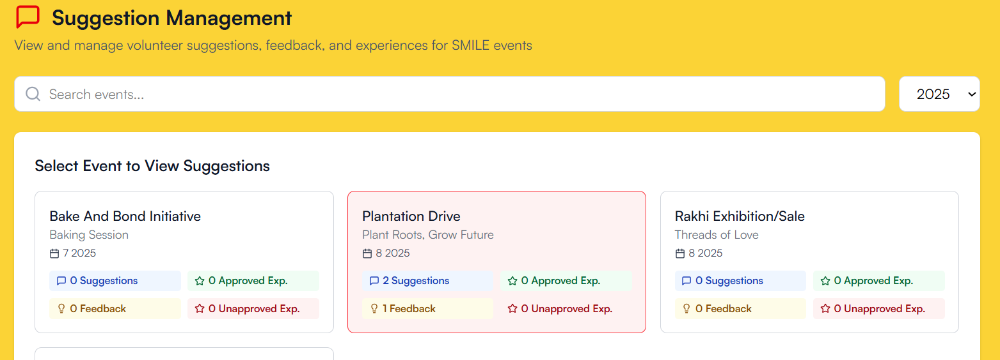 Suggestion Management
View and manage volunteer suggestions, feedback, and experiences for SMILE events
Search events...
2025
Select Event to View Suggestions
Bake And Bond Initiative
Baking Session
7 2025
0 Suggestions
0 Approved Exp.
0 Feedback
0 Unapproved Exp.
Plantation Drive
Plant Roots, Grow Future
8 2025
2 Suggestions
0 Approved Exp.
1 Feedback
0 Unapproved Exp.
Rakhi Exhibition/Sale
Threads of Love
8 2025
0 Suggestions
0 Approved Exp.
0 Feedback
0 Unapproved Exp.